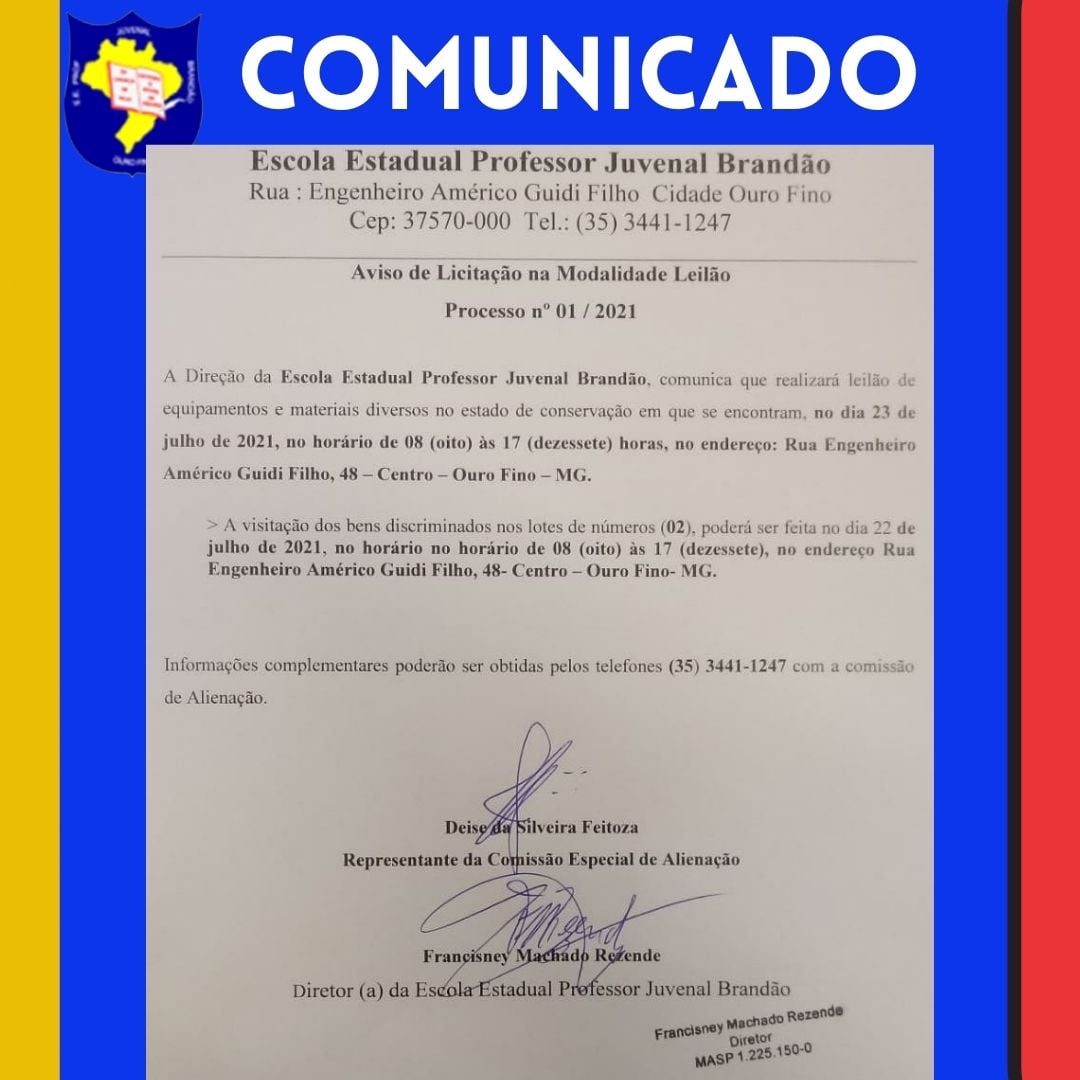 JUVENAL
E.E. PROF
BRANDÃO
COMUNICADO
Escola Estadual Professor Juvenal Brandão
Rua : Engenheiro Américo Guidi Filho Cidade Ouro Fino
Cep: 37570-000 Tel.: (35) 3441-1247
Aviso de Licitação na Modalidade Leilão
Processo nº 01 / 2021
A Direção da Escola Estadual Professor Juvenal Brandão, comunica que realizará leilão de
equipamentos e materiais diversos no estado de conservação em que se encontram, no dia 23 de
julho de 2021, no horário de 08 (oito) às 17 (dezessete) horas, no endereço: Rua Engenheiro
Américo Guidi Filho, 48 – Centro – Ouro Fino – MG.
> A visitação dos bens discriminados nos lotes de números (02), poderá ser feita no dia 22 de
julho de 2021, no horário no horário de 08 (oito) às 17 (dezessete), no endereço Rua
Engenheiro Américo Guidi Filho, 48- Centro – Ouro Fino- MG.
Informações complementares poderão ser obtidas pelos telefones (35) 3441-1247 com a comissão
de Alienação.
Deise da Silveira Feitoza
Representante da Comissão Especial de Alienação
Francisney Machado Rezende
Diretor (a) da Escola Estadual Professor Juvenal Brandão
Francisney Machado Rezende
Diretor
MASP 1.225.150-0